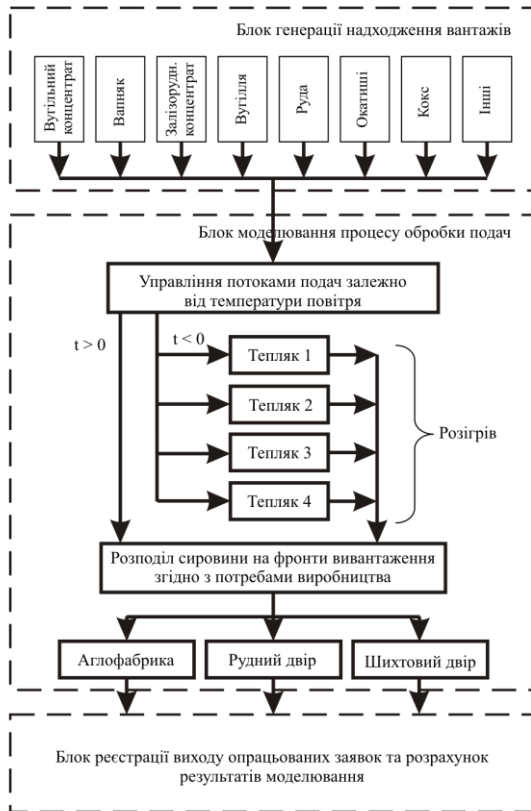 Блок генерації надходження вантажів
Вугільний
концентрат
Вапняк
Залізорудн.
концентрат
Вугілля
Руда
Окатиші
Кокс
Інші
Блок моделювання процесу обробки подач
Управління потоками подач залежно
від температури повітря
t > 0
t < 0
Тепляк 1
Тепляк 2
Тепляк 3
Тепляк 4
Розігрів
Розподіл сировини на фронти вивантаження
згідно з потребами виробництва
Аглофабрика
Рудний двір
Шихтовий двір
Блок реєстрації виходу опрацьованих заявок та розрахунок
результатів моделювання